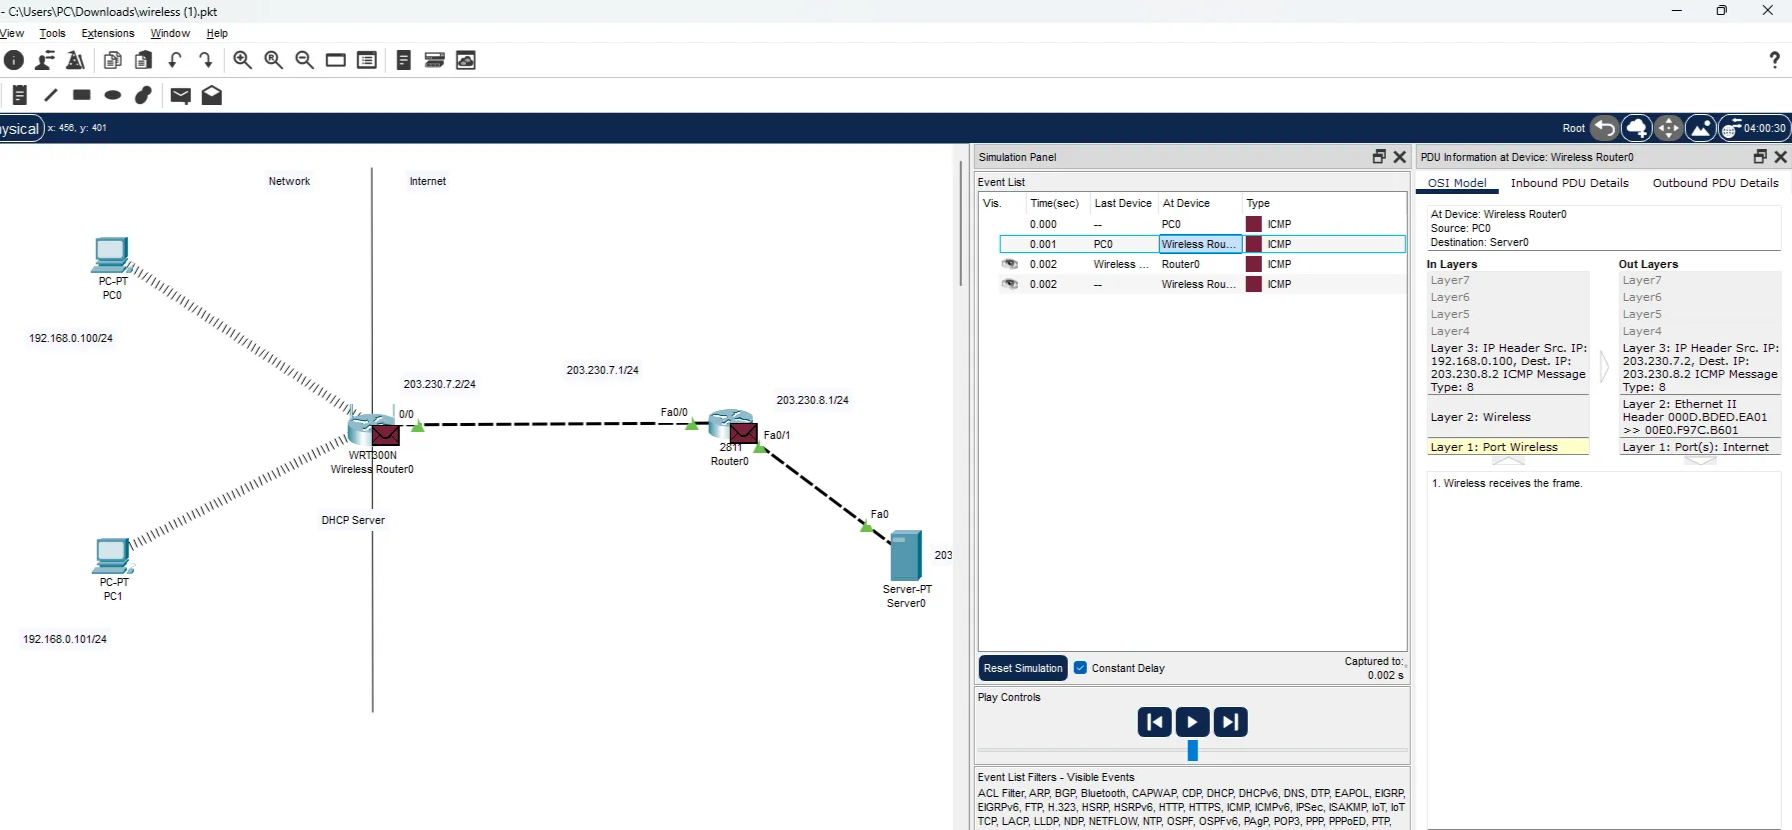 - C:\Users\PC\Downloads\wireless (1).pkt
View Tools Extensions Window Help
?
ysical x: 456, y: 401
Root 04:00:30
Network Internet
PC-PT
PC0
192.168.0.100/24
203.230.7.2/24
203.230.7.1/24
203.230.8.1/24
0/0
Fa0/0
Fa0/1
WRT300N
Wireless Router0
2811
Router0
DHCP Server
Fa0
203
Server-PT
Server0
PC-PT
PC1
192.168.0.101/24
Simulation Panel
Event List
Vis. Time(sec) Last Device At Device Type
0.000 -- PC0 ICMP
0.001 PC0 Wireless Rou... ICMP
0.002 Wireless ... Router0 ICMP
0.002 -- Wireless Rou... ICMP
Reset Simulation Constant Delay
Captured to:
0.002 s
Play Controls
Event List Filters - Visible Events
ACL Filter, ARP, BGP, Bluetooth, CAPWAP, CDP, DHCP, DHCPv6, DNS, DTP, EAPOL, EIGRP,
EIGRPv6, FTP, H.323, HSRP, HSRPv6, HTTP, HTTPS, ICMP, ICMPv6, IPSec, ISAKMP, IoT, IoT
TCP, LACP, LLDP, NDP, NETFLOW, NTP, OSPF, OSPFv6, PAgP, POP3, PPP, PPPoED, PTP,
PDU Information at Device: Wireless Router0
OSI Model Inbound PDU Details Outbound PDU Details
At Device: Wireless Router0
Source: PC0
Destination: Server0
In Layers
Layer7
Layer6
Layer5
Layer4
Layer 3: IP Header Src. IP:
192.168.0.100, Dest. IP:
203.230.8.2 ICMP Message
Type: 8
Layer 2: Wireless
Layer 1: Port Wireless
Out Layers
Layer7
Layer6
Layer5
Layer4
Layer 3: IP Header Src. IP:
203.230.7.2, Dest. IP:
203.230.8.2 ICMP Message
Type: 8
Layer 2: Ethernet II
Header 000D.BDED.EA01
>> 00E0.F97C.B601
Layer 1: Port(s): Internet
1. Wireless receives the frame.